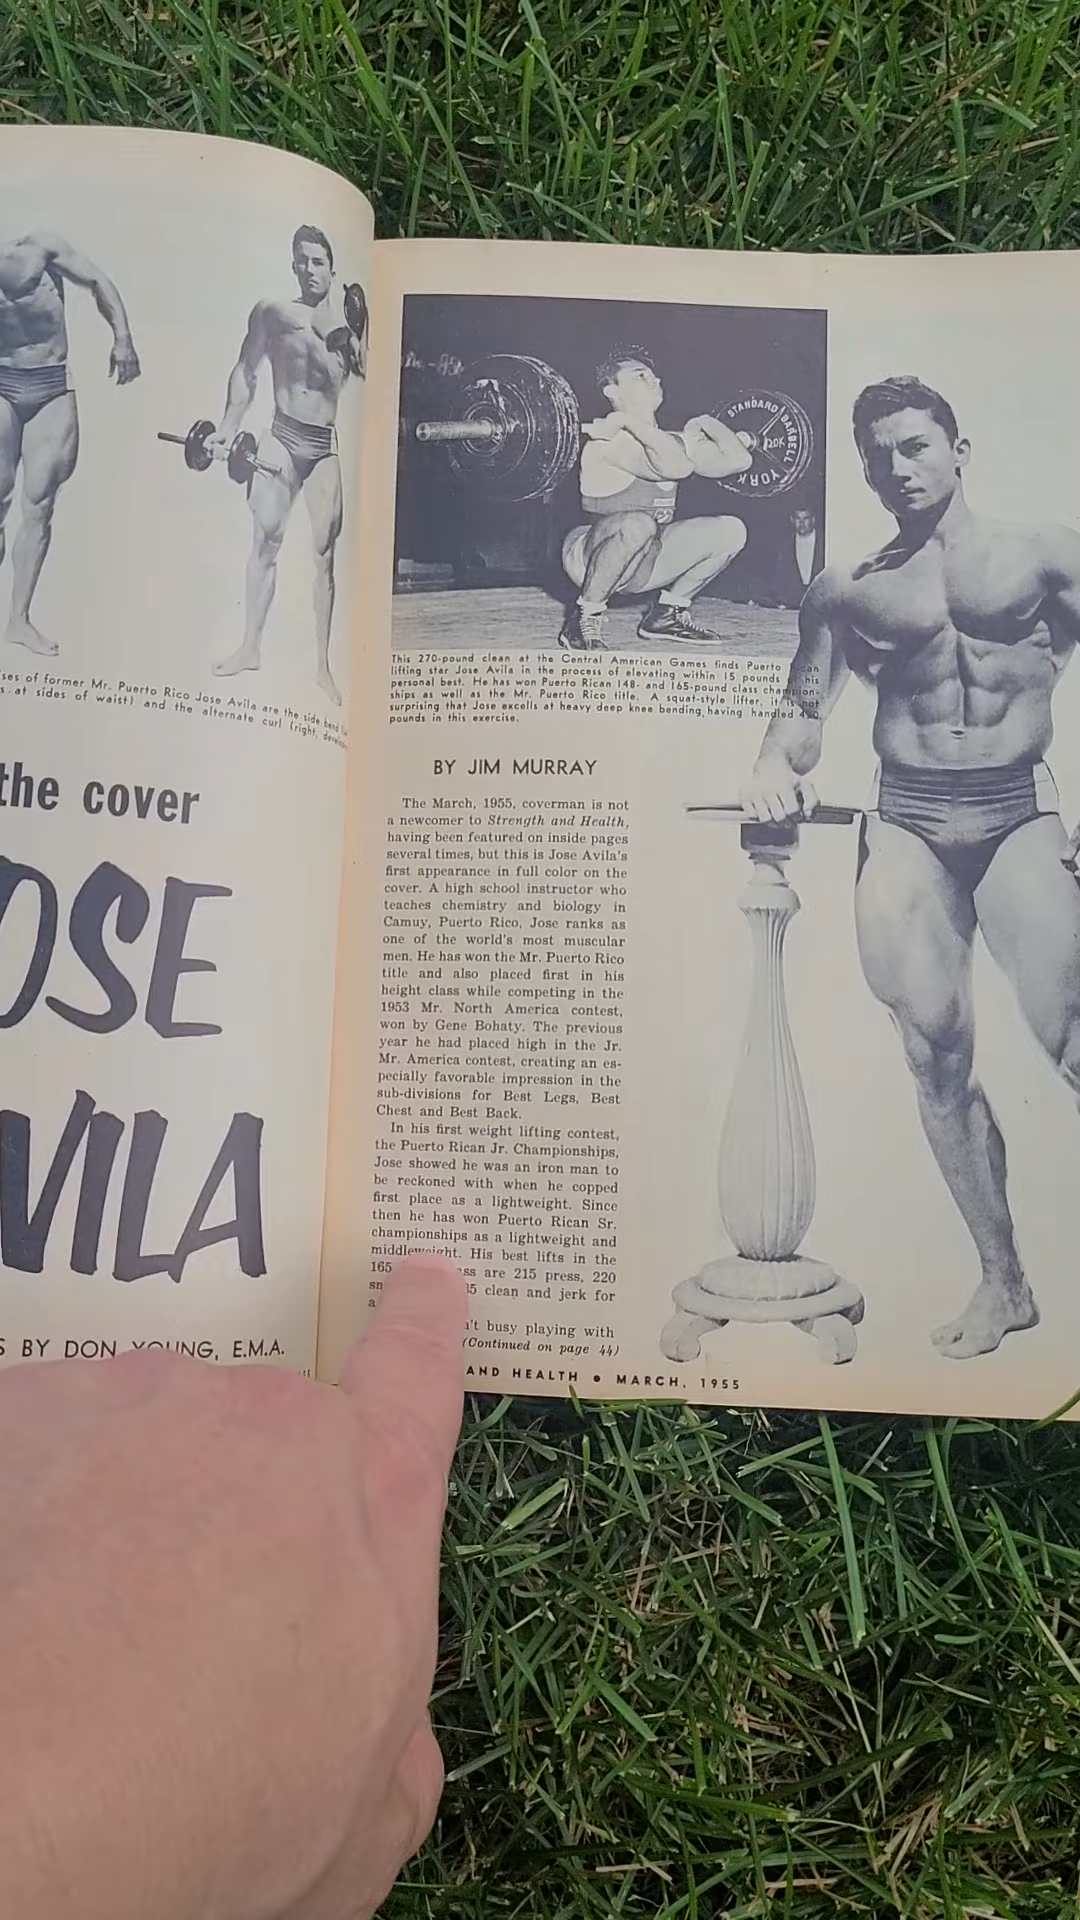 ses of former Mr. Puerto Rico Jose Avila are the side bend
at sides of waist) and the alternate curl (right,
the cover
OSE
VILA
BY DON YOUNG, E.M.A.
STANDARD BARBELL
YORK
This 270-pound clean at the Central American Games finds Puerto
lifting star Jose Avila in the process of elevating within 15 pounds his
personal best. He has won Puerto Rican 148- and 165-pound class champion-
ships as well as the Mr. Puerto Rico title. A squat-style lifter, it is not
surprising that Jose excells at heavy deep knee bending, having handled
pounds in this exercise.
BY JIM MURRAY
The March, 1955, coverman is not
a newcomer to Strength and Health,
having been featured on inside pages
several times, but this is Jose Avila's
first appearance in full color on the
cover. A high school instructor who
teaches chemistry and biology in
Camuy, Puerto Rico, Jose ranks as
one of the world's most muscular
men. He has won the Mr. Puerto Rico
title and also placed first in his
height class while competing in the
1953 Mr. North America contest,
won by Gene Bohaty. The previous
year he had placed high in the Jr.
Mr. America contest, creating an es-
pecially favorable impression in the
sub-divisions for Best Legs, Best
Chest and Best Back.
In his first weight lifting contest,
the Puerto Rican Jr. Championships,
Jose showed he was an iron man to
be reckoned with when he copped
first place as a lightweight. Since
then he has won Puerto Rican Sr.
championships as a lightweight and
middleweight. His best lifts in the
165 ss are 215 press, 220
sn 5 clean and jerk for
a
't busy playing with
(Continued on page 44)
AND HEALTH • MARCH, 1955